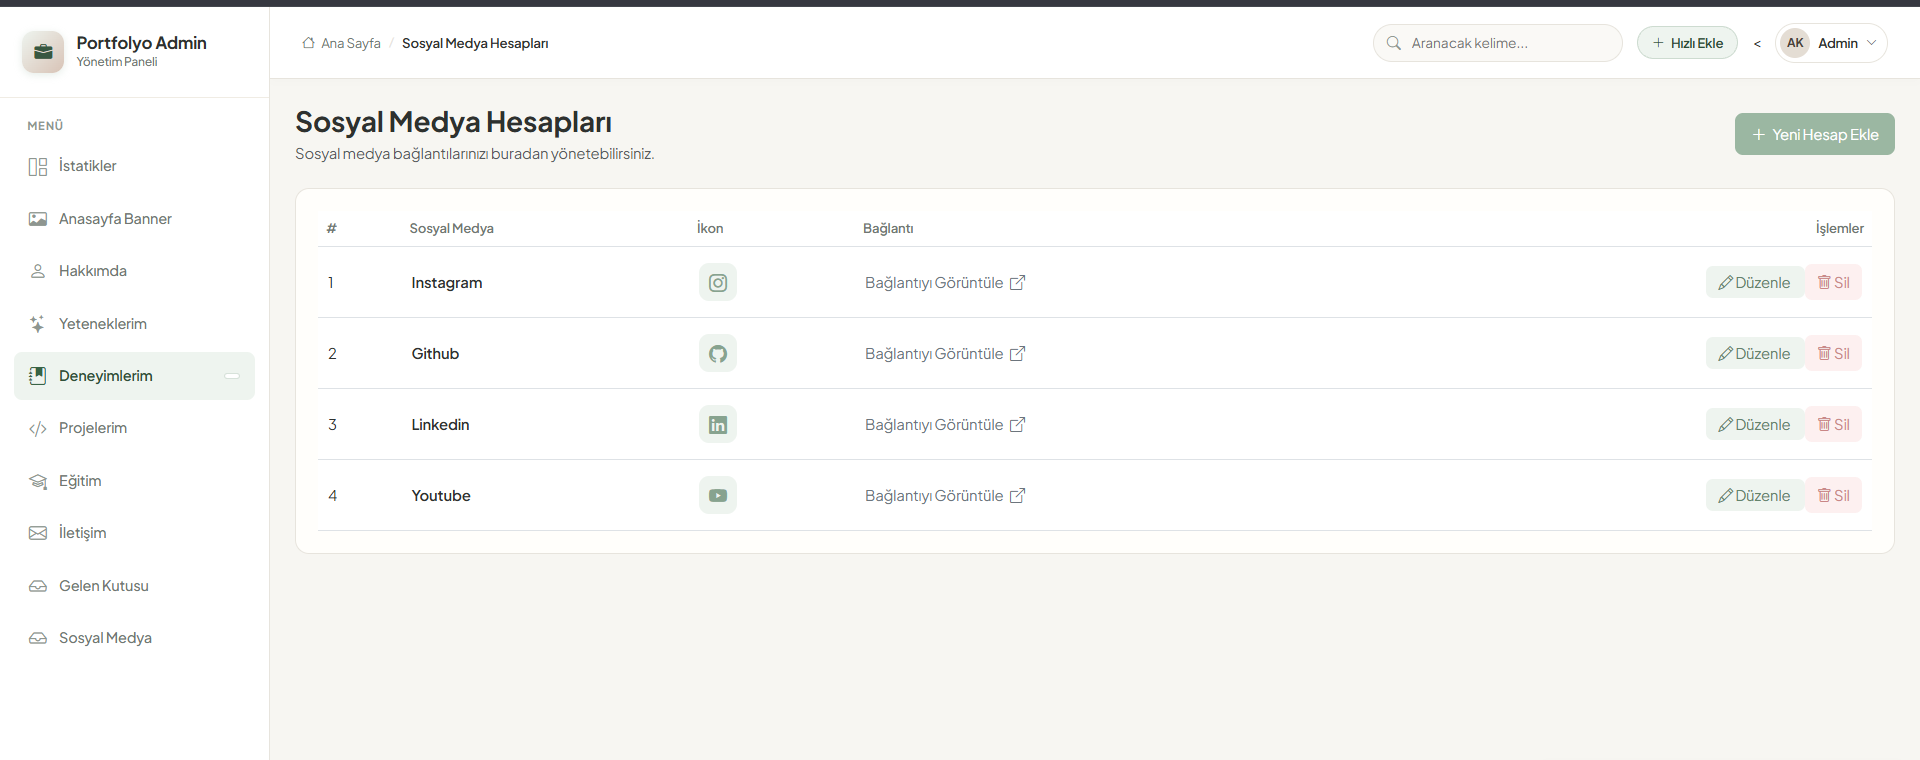 Portfolyo Admin
Yönetim Paneli
MENÜ
İstatikler
Anasayfa Banner
Hakkımda
Yeteneklerim
Deneyimlerim
Projelerim
Eğitim
İletişim
Gelen Kutusu
Sosyal Medya
Ana Sayfa / Sosyal Medya Hesapları
Aranacak kelime...
+ Hızlı Ekle
<
AK Admin
Sosyal Medya Hesapları
Sosyal medya bağlantılarınızı buradan yönetebilirsiniz.
+ Yeni Hesap Ekle
# Sosyal Medya İkon Bağlantı İşlemler
1 Instagram Bağlantıyı Görüntüle Düzenle Sil
2 Github Bağlantıyı Görüntüle Düzenle Sil
3 Linkedin in Bağlantıyı Görüntüle Düzenle Sil
4 Youtube Bağlantıyı Görüntüle Düzenle Sil